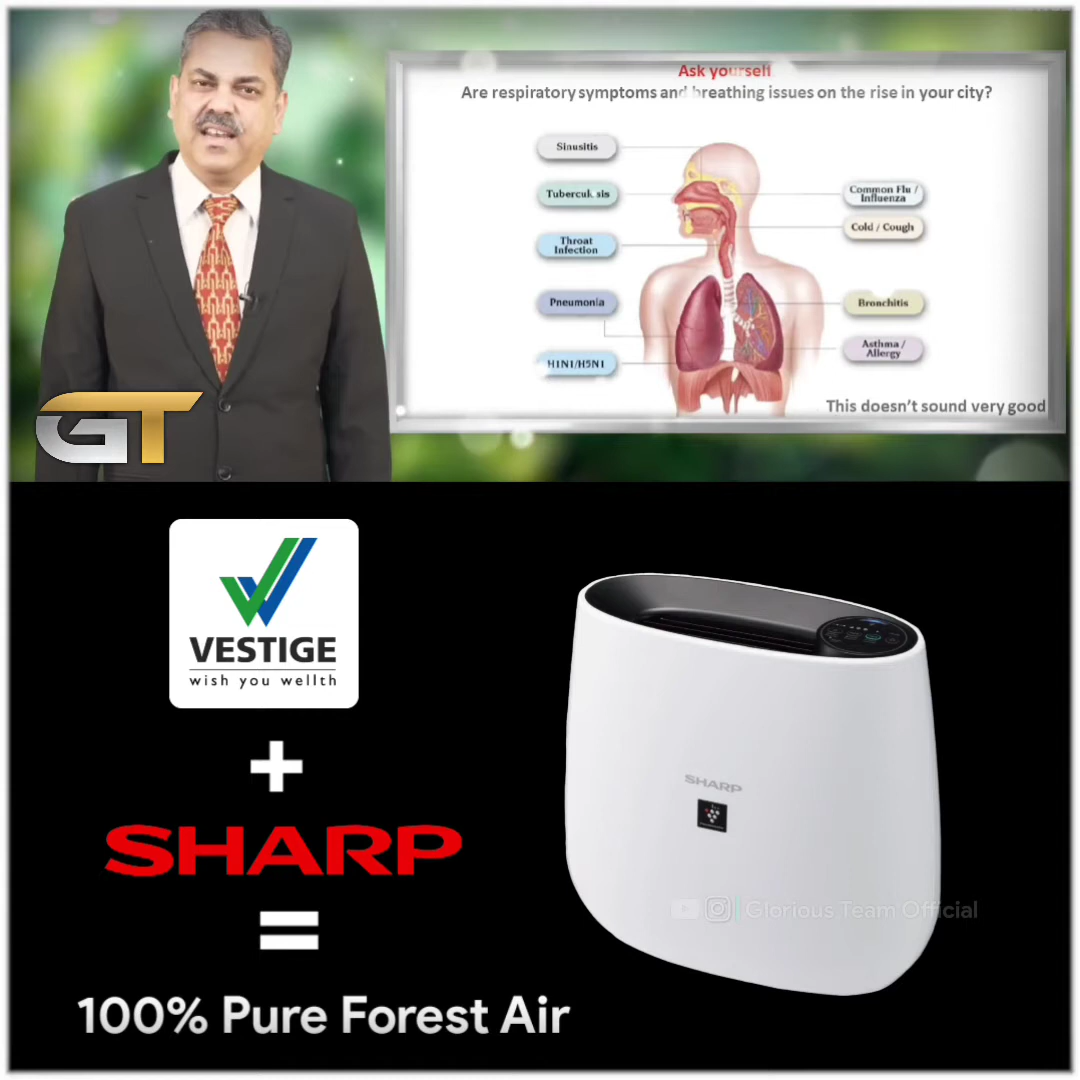 Ask yourself
Are respiratory symptoms and breathing issues on the rise in your city?
Sinusitis
Tuberculosis
Throat
Infection
Pneumonia
H1N1/H5N1
Common Flu /
Influenza
Cold / Cough
Bronchitis
Asthma /
Allergy
This doesn't sound very good
GT
VESTIGE
wish you wellth
+
SHARP
=
100% Pure Forest Air
SHARP
Glorious Team Official